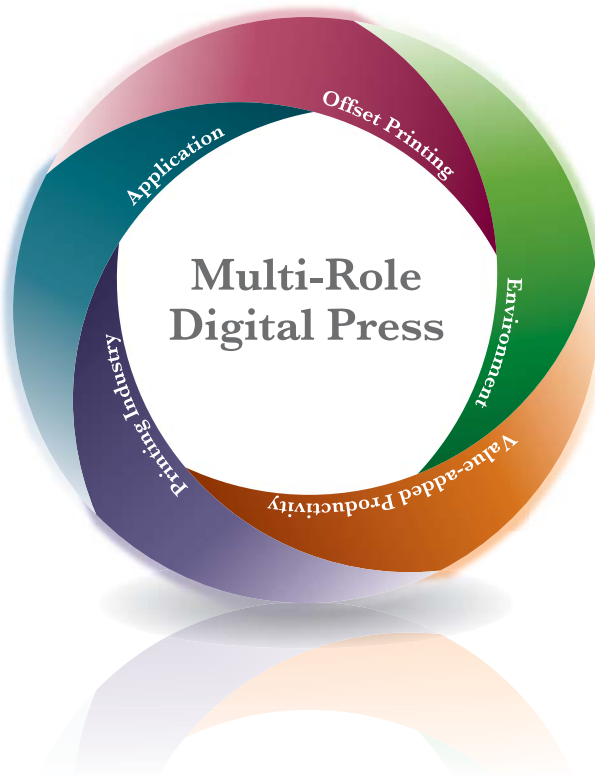 Offset Printing
Application
Multi-Role
Digital Press
Environment
Printing Industry
Value-added Productivity